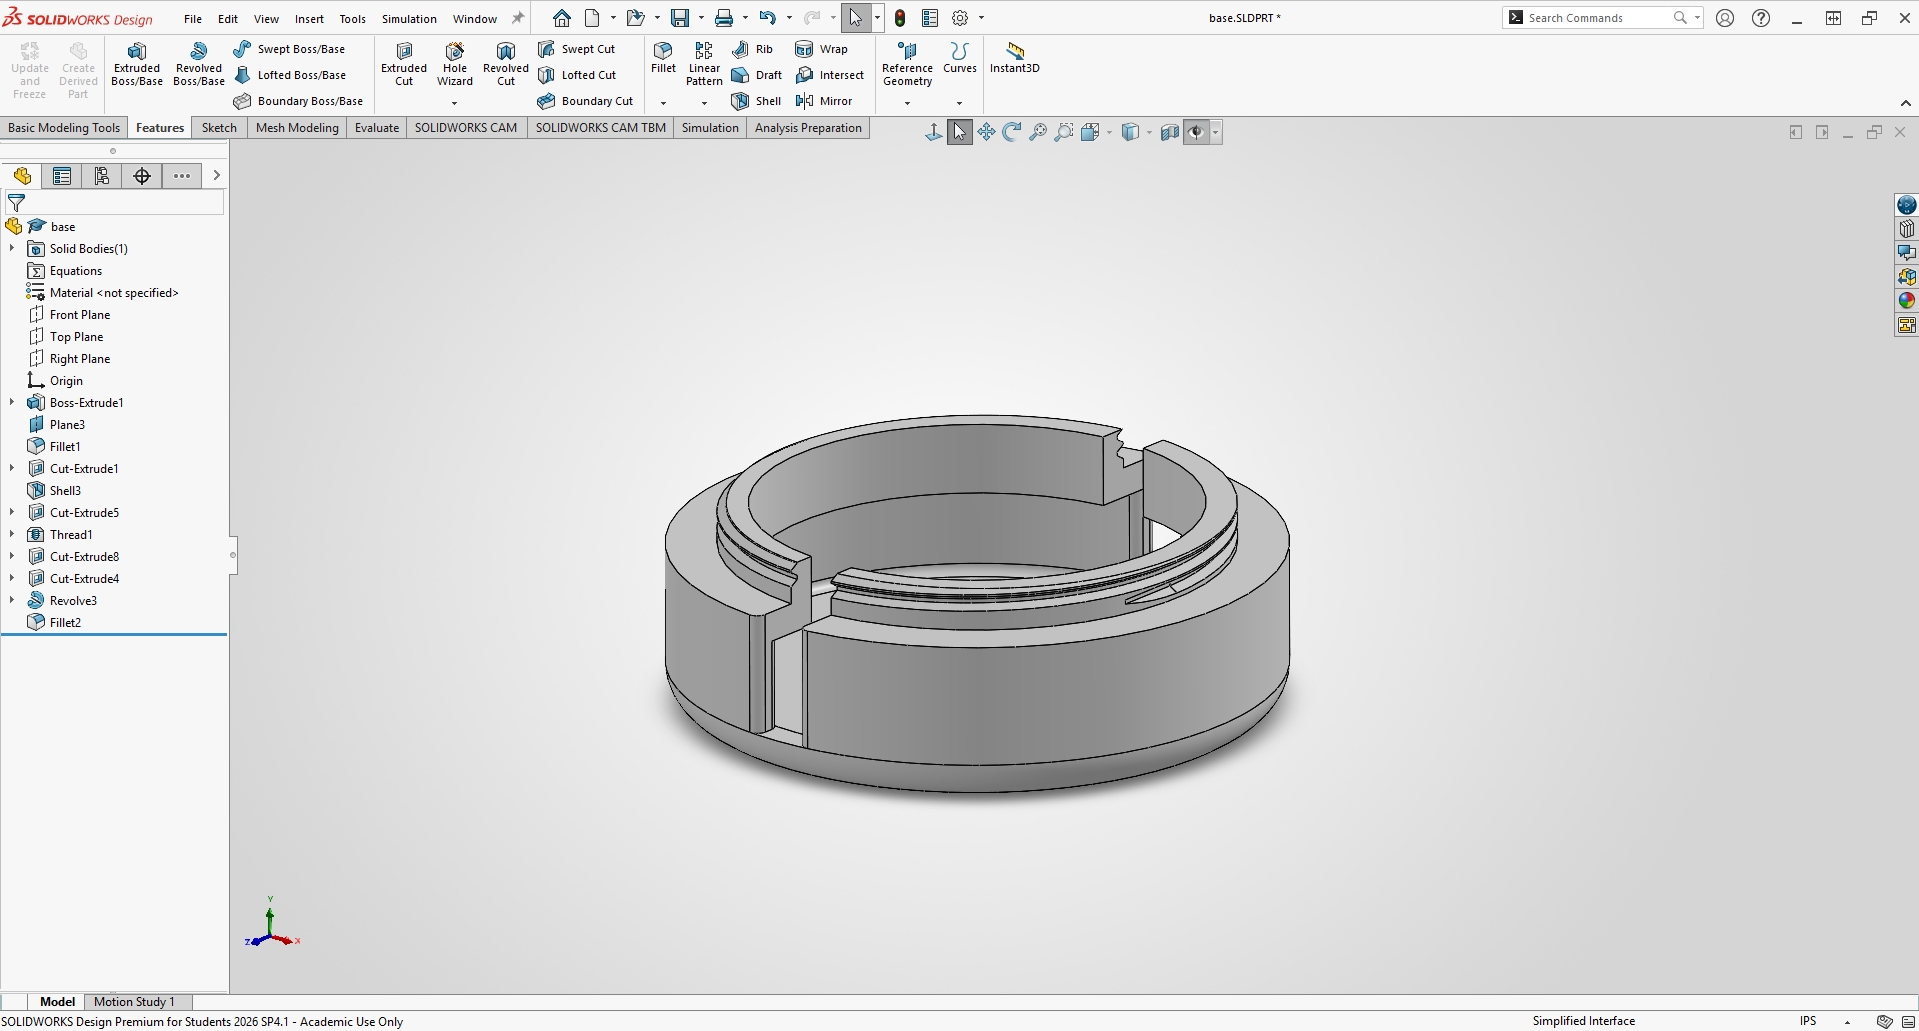 SOLIDWORKS Design File Edit View Insert Tools Simulation Window base.SLDPRT * Search Commands
Update and Freeze
Create Derived Part
Extruded Boss/Base
Revolved Boss/Base
Swept Boss/Base
Lofted Boss/Base
Boundary Boss/Base
Extruded Cut
Hole Wizard
Revolved Cut
Swept Cut
Lofted Cut
Boundary Cut
Fillet
Linear Pattern
Rib
Draft
Shell
Wrap
Intersect
Mirror
Reference Geometry
Curves
Instant3D
Basic Modeling Tools Features Sketch Mesh Modeling Evaluate SOLIDWORKS CAM SOLIDWORKS CAM TBM Simulation Analysis Preparation
base
Solid Bodies(1)
Equations
Material <not specified>
Front Plane
Top Plane
Right Plane
Origin
Boss-Extrude1
Plane3
Fillet1
Cut-Extrude1
Shell3
Cut-Extrude5
Thread1
Cut-Extrude8
Cut-Extrude4
Revolve3
Fillet2
Y
Z X
Model Motion Study 1
SOLIDWORKS Design Premium for Students 2026 SP4.1 - Academic Use Only Simplified Interface IPS